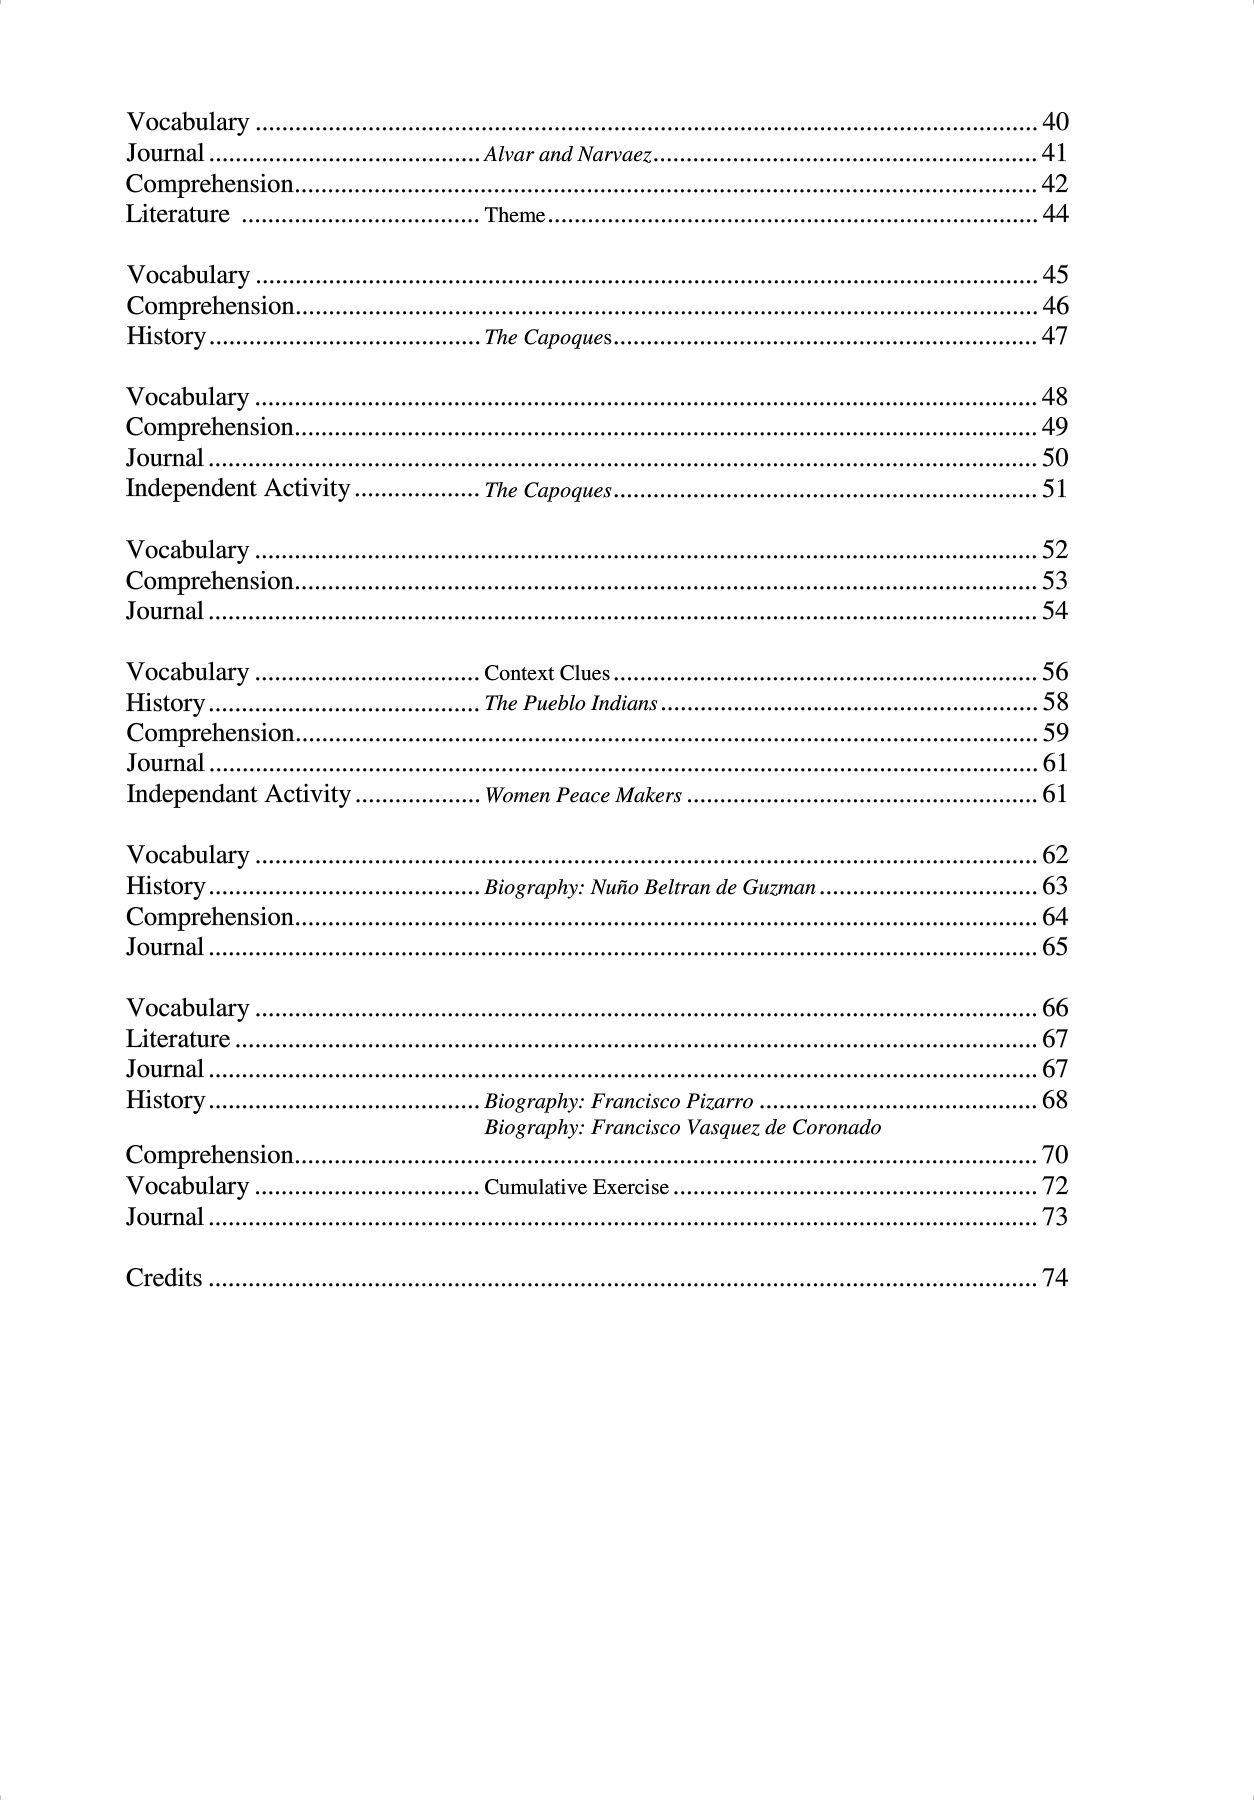 Vocabulary ........................................................................................................................ 40
Journal ......................................... Alvar and Narvaez........................................................... 41
Comprehension................................................................................................................ 42
Literature .................................... Theme.......................................................................... 44
Vocabulary ........................................................................................................................ 45
Comprehension................................................................................................................ 46
History......................................... The Capoques................................................................ 47
Vocabulary ........................................................................................................................ 48
Comprehension................................................................................................................ 49
Journal ............................................................................................................................. 50
Independent Activity ................... The Capoques................................................................ 51
Vocabulary ........................................................................................................................ 52
Comprehension................................................................................................................ 53
Journal ............................................................................................................................. 54
Vocabulary .................................. Context Clues ................................................................ 56
History......................................... The Pueblo Indians ......................................................... 58
Comprehension................................................................................................................ 59
Journal ............................................................................................................................. 61
Independant Activity ................... Women Peace Makers ..................................................... 61
Vocabulary ........................................................................................................................ 62
History......................................... Biography: Nuño Beltran de Guzman ................................. 63
Comprehension................................................................................................................ 64
Journal ............................................................................................................................. 65
Vocabulary ........................................................................................................................ 66
Literature ......................................................................................................................... 67
Journal ............................................................................................................................. 67
History......................................... Biography: Francisco Pizarro .......................................... 68
Biography: Francisco Vasquez de Coronado
Comprehension................................................................................................................ 70
Vocabulary .................................. Cumulative Exercise ....................................................... 72
Journal ............................................................................................................................. 73
Credits ............................................................................................................................. 74